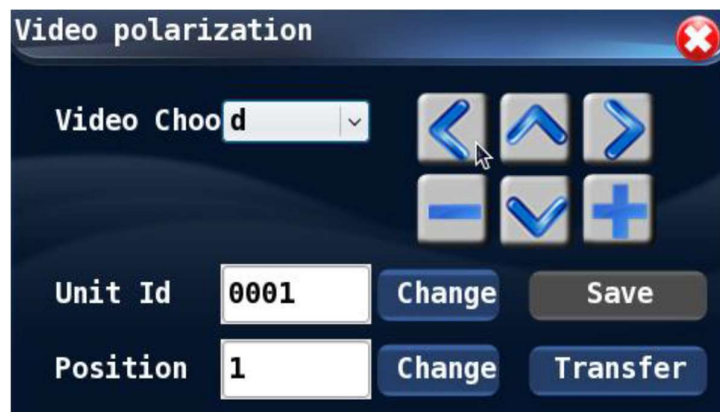 Video polarization
Video Choo d
Unit Id 0001 Change Save
Position 1 Change Transfer